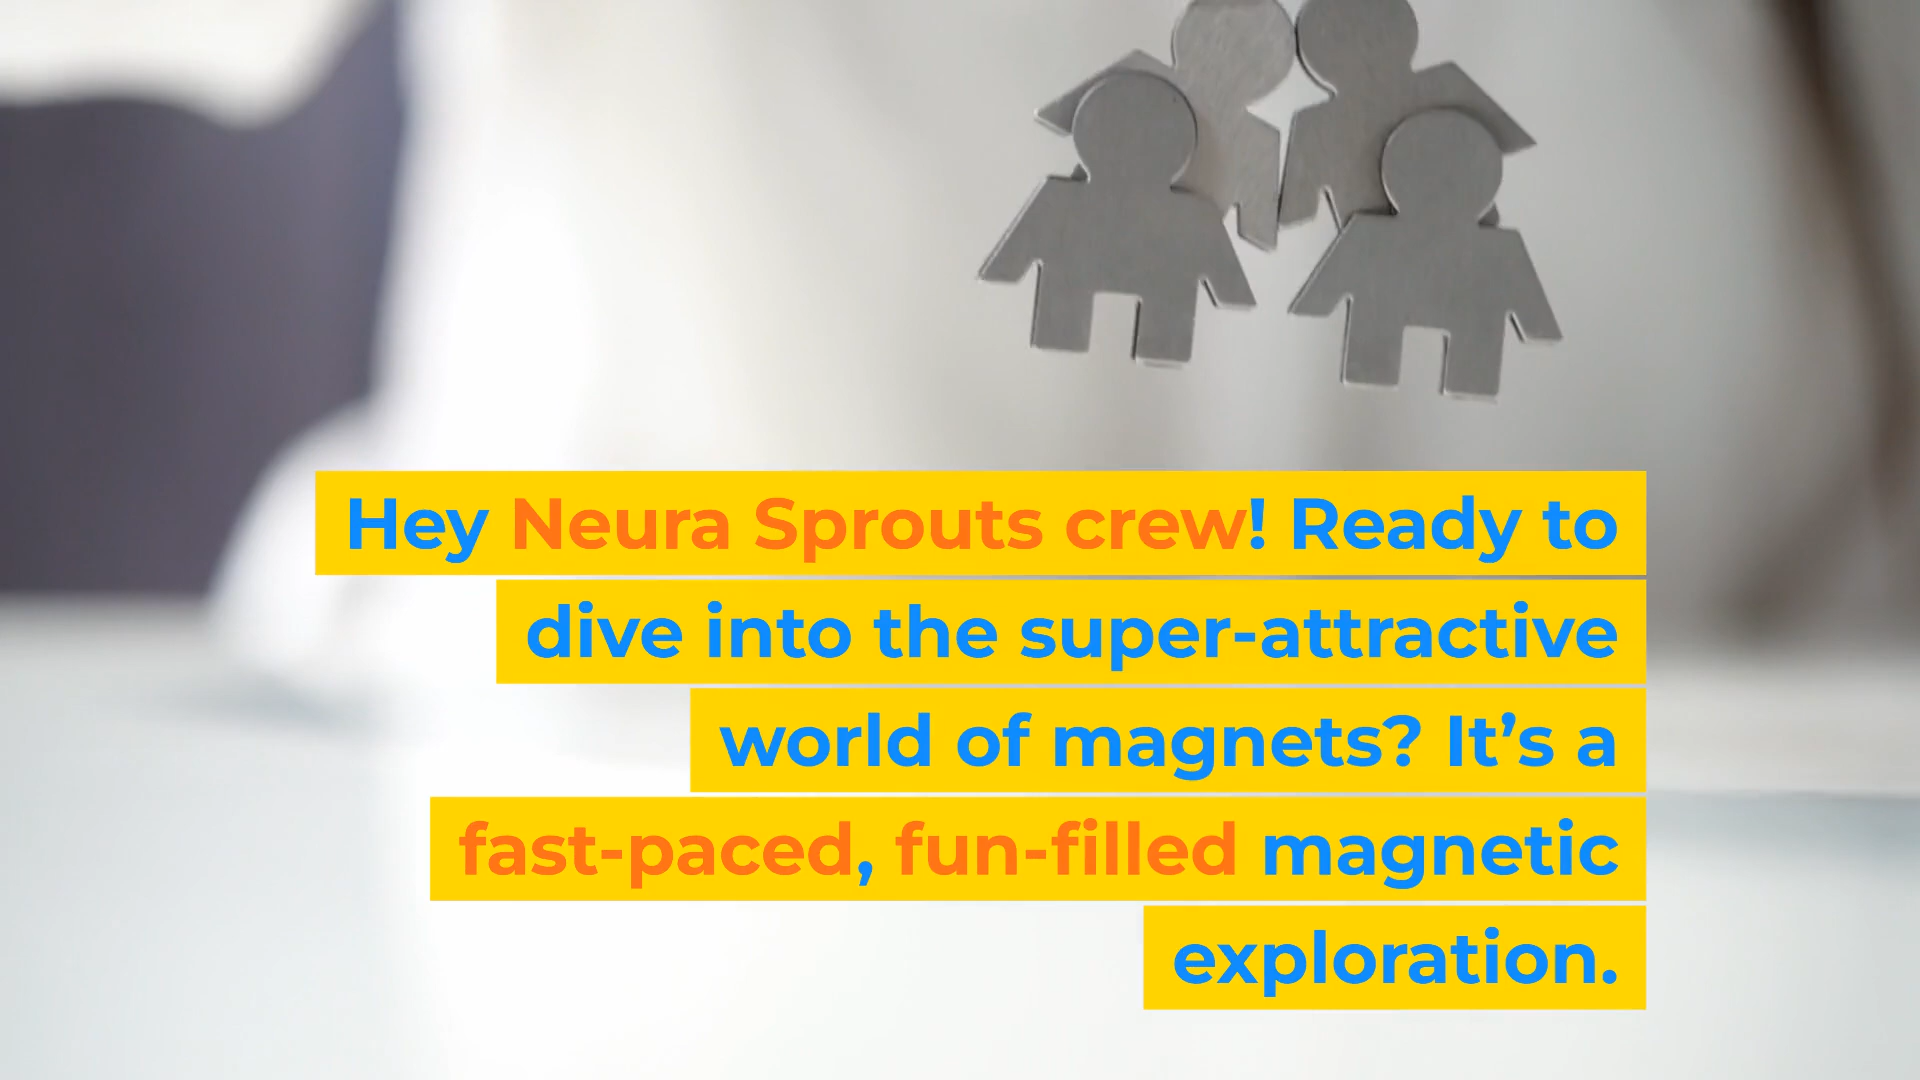 Hey Neura Sprouts crew! Ready to
dive into the super-attractive
world of magnets? It’s a
fast-paced, fun-filled magnetic
exploration.